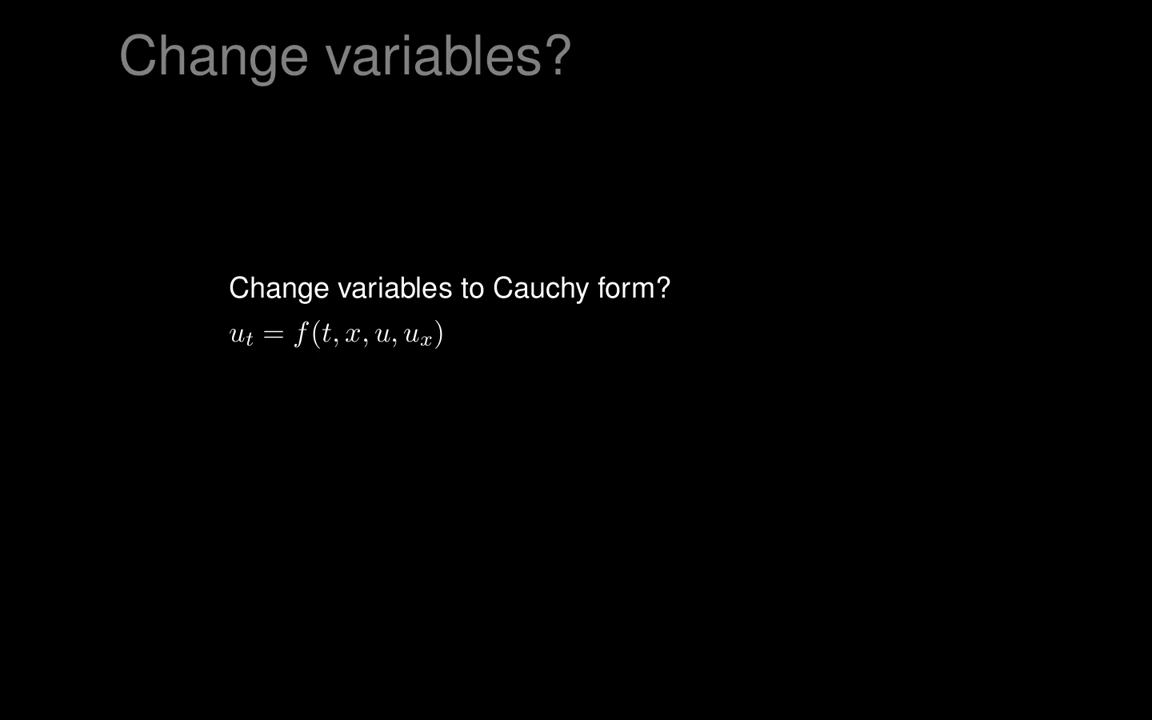 Change variables?
Change variables to Cauchy form?
u_t = f(t, x, u, u_x)